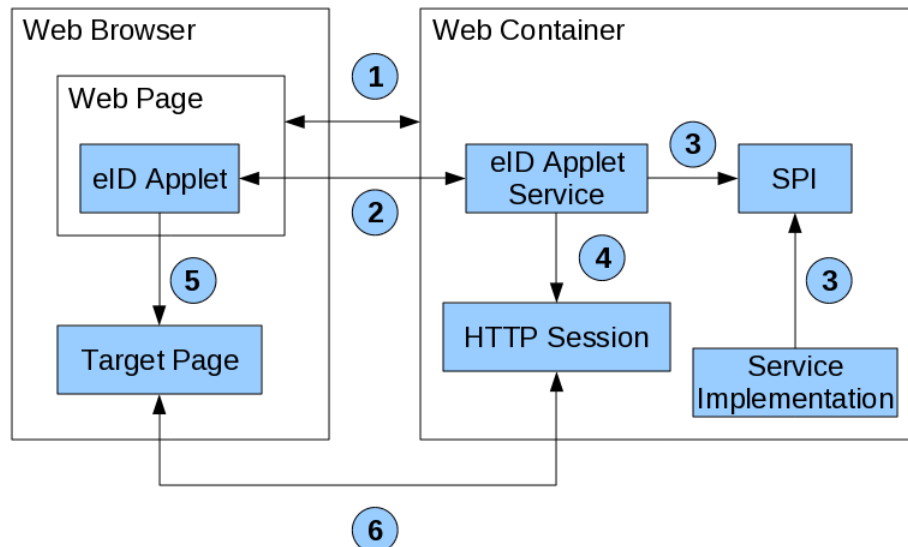 Web Browser
Web Container
1
Web Page
3
eID Applet
eID Applet
Service
SPI
2
4
5
3
HTTP Session
Target Page
Service
Implementation
6